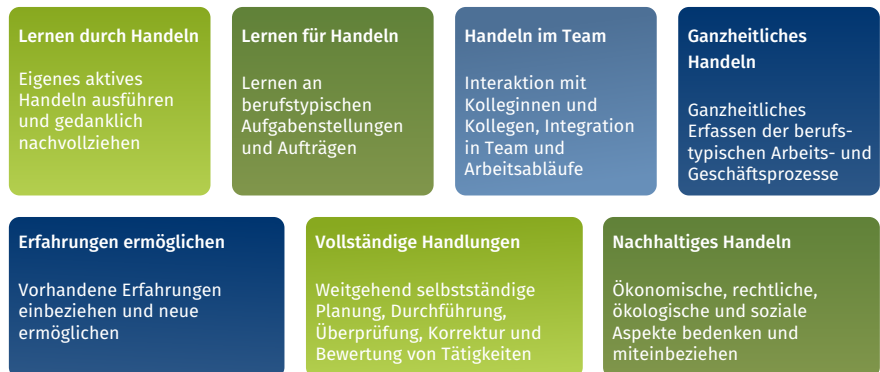 Lernen durch Handeln
Eigenes aktives
Handeln ausführen
und gedanklich
nachvollziehen
Lernen für Handeln
Lernen an
berufstypischen
Aufgabenstellungen
und Aufträgen
Handeln im Team
Interaktion mit
Kolleginnen und
Kollegen, Integration
in Team und
Arbeitsabläufe
Ganzheitliches
Handeln
Ganzheitliches
Erfassen der berufs-
typischen Arbeits- und
Geschäftsprozesse
Erfahrungen ermöglichen
Vorhandene Erfahrungen
einbeziehen und neue
ermöglichen
Vollständige Handlungen
Weitgehend selbstständige
Planung, Durchführung,
Überprüfung, Korrektur und
Bewertung von Tätigkeiten
Nachhaltiges Handeln
Ökonomische, rechtliche,
ökologische und soziale
Aspekte bedenken und
miteinbeziehen